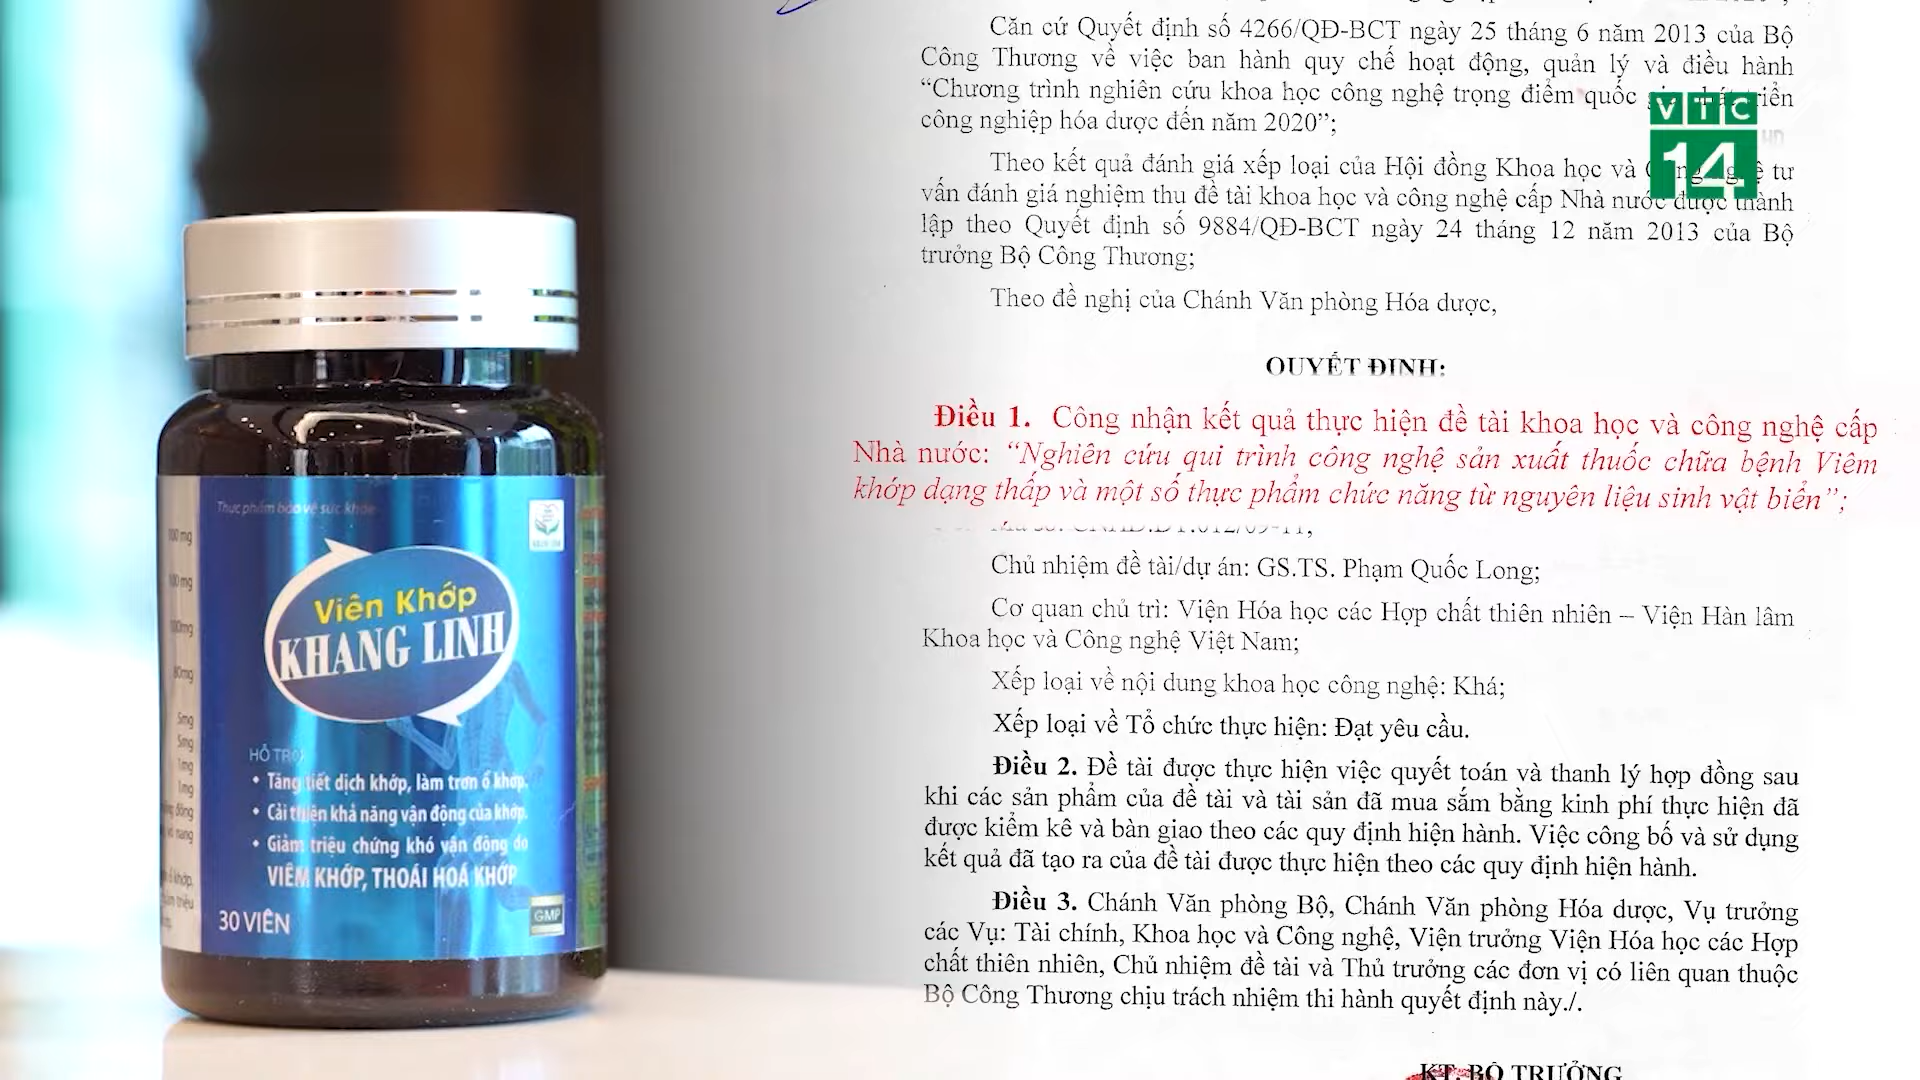 Căn cứ Quyết định số 4266/QĐ-BCT ngày 25 tháng 6 năm 2013 của Bộ
Công Thương về việc ban hành quy chế hoạt động, quản lý và điều hành
“Chương trình nghiên cứu khoa học công nghệ trọng điểm quốc
công nghiệp hóa dược đến năm 2020”;
VTC
14
Theo kết quả đánh giá xếp loại của Hội đồng Khoa học và tư
vấn đánh giá nghiệm thu đề tài khoa học và công nghệ cấp Nhà nước được thành
lập theo Quyết định số 9884/QĐ-BCT ngày 24 tháng 12 năm 2013 của Bộ
trưởng Bộ Công Thương;
Theo đề nghị của Chánh Văn phòng Hóa dược,
QUYẾT ĐỊNH:
Điều 1. Công nhận kết quả thực hiện đề tài khoa học và công nghệ cấp
Nhà nước: “Nghiên cứu qui trình công nghệ sản xuất thuốc chữa bệnh Viêm
khớp dạng thấp và một số thực phẩm chức năng từ nguyên liệu sinh vật biển”;
Chủ nhiệm đề tài/dự án: GS.TS. Phạm Quốc Long;
Cơ quan chủ trì: Viện Hóa học các Hợp chất thiên nhiên – Viện Hàn lâm
Khoa học và Công nghệ Việt Nam;
Xếp loại về nội dung khoa học công nghệ: Khá;
Xếp loại về Tổ chức thực hiện: Đạt yêu cầu.
Điều 2. Đề tài được thực hiện việc quyết toán và thanh lý hợp đồng sau
khi các sản phẩm của đề tài và tài sản đã mua sắm bằng kinh phí thực hiện đã
được kiểm kê và bàn giao theo các quy định hiện hành. Việc công bố và sử dụng
kết quả đã tạo ra của đề tài được thực hiện theo các quy định hiện hành.
Điều 3. Chánh Văn phòng Bộ, Chánh Văn phòng Hóa dược, Vụ trưởng
các Vụ: Tài chính, Khoa học và Công nghệ, Viện trưởng Viện Hóa học các Hợp
chất thiên nhiên, Chủ nhiệm đề tài và Thủ trưởng các đơn vị có liên quan thuộc
Bộ Công Thương chịu trách nhiệm thi hành quyết định này./.
KT. BỘ TRƯỞNG
Thực phẩm bảo vệ sức khỏe
Viên Khớp
KHANG LINH
HỖ TRỢ
• Tăng tiết dịch khớp, làm trơn ổ khớp.
• Cải thiện khả năng vận động của khớp.
• Giảm triệu chứng khó vận động do
VIÊM KHỚP, THOÁI HOÁ KHỚP
30 VIÊN
GMP
100mg
80mg
5mg
5mg
1mg
1mg